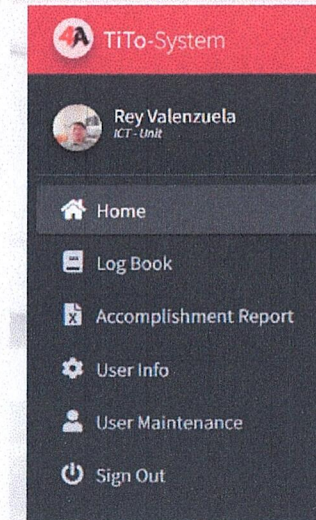 4A TiTo-System
Rey Valenzuela
ICT - Unit
Home
Log Book
Accomplishment Report
User Info
User Maintenance
Sign Out